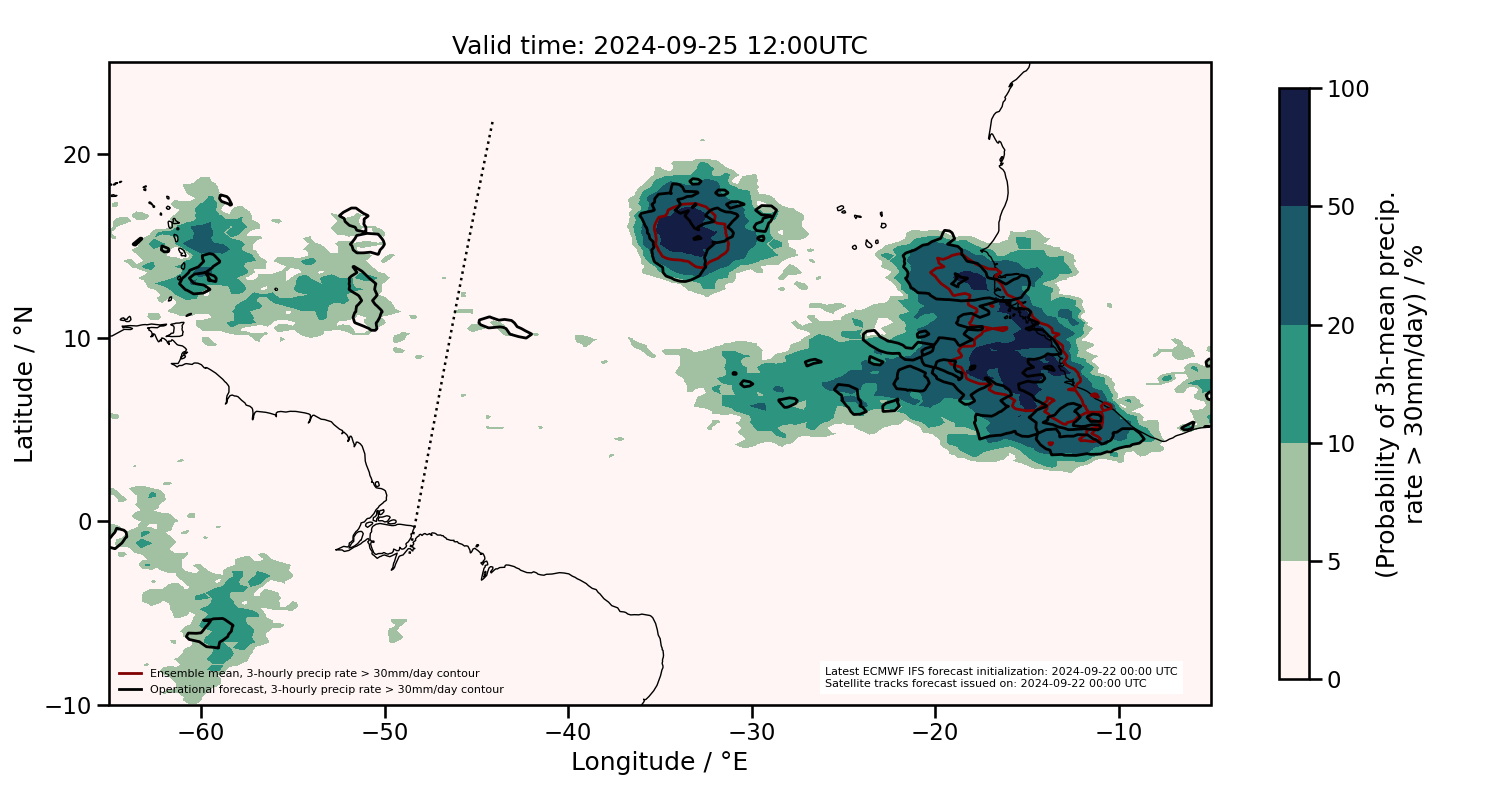 Valid time: 2024-09-25 12:00UTC
Latitude / °N
20
10
0
−10
−60
−50
−40
−30
−20
−10
Longitude / °E
Ensemble mean, 3-hourly precip rate > 30mm/day contour
Operational forecast, 3-hourly precip rate > 30mm/day contour
Latest ECMWF IFS forecast initialization: 2024-09-22 00:00 UTC
Satellite tracks forecast issued on: 2024-09-22 00:00 UTC
100
50
20
10
5
0
(Probability of 3h-mean precip.
rate > 30mm/day) / %